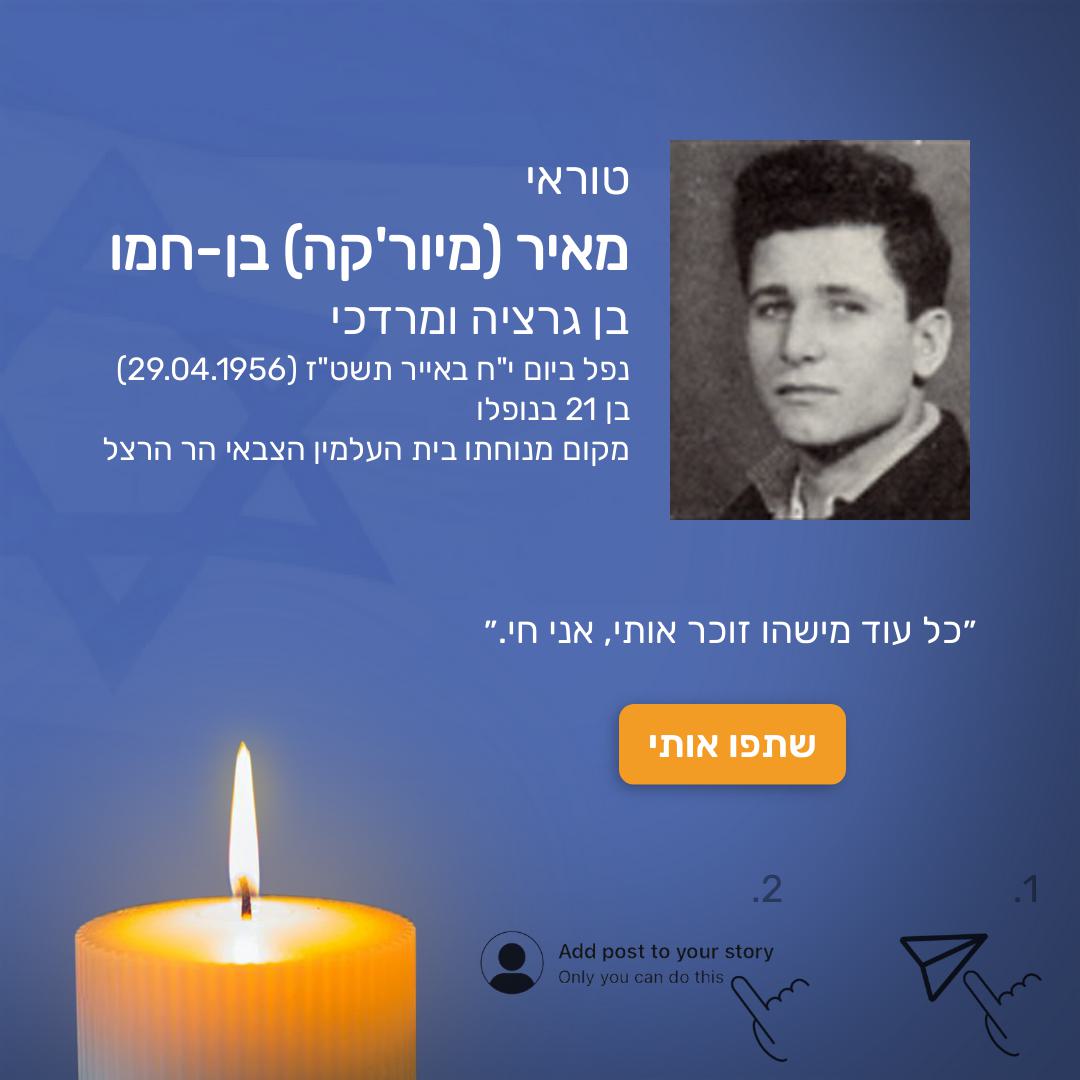 טוראי
מאיר (מיור'קה) בן-חמו
בן גרציה ומרדכי
נפל ביום י"ח באייר תשט"ז (29.04.1956)
בן 21 בנופלו
מקום מנוחתו בית העלמין הצבאי הר הרצל
״כל עוד מישהו זוכר אותי, אני חי.״
שתפו אותי
.1
.2
Add post to your story
Only you can do this